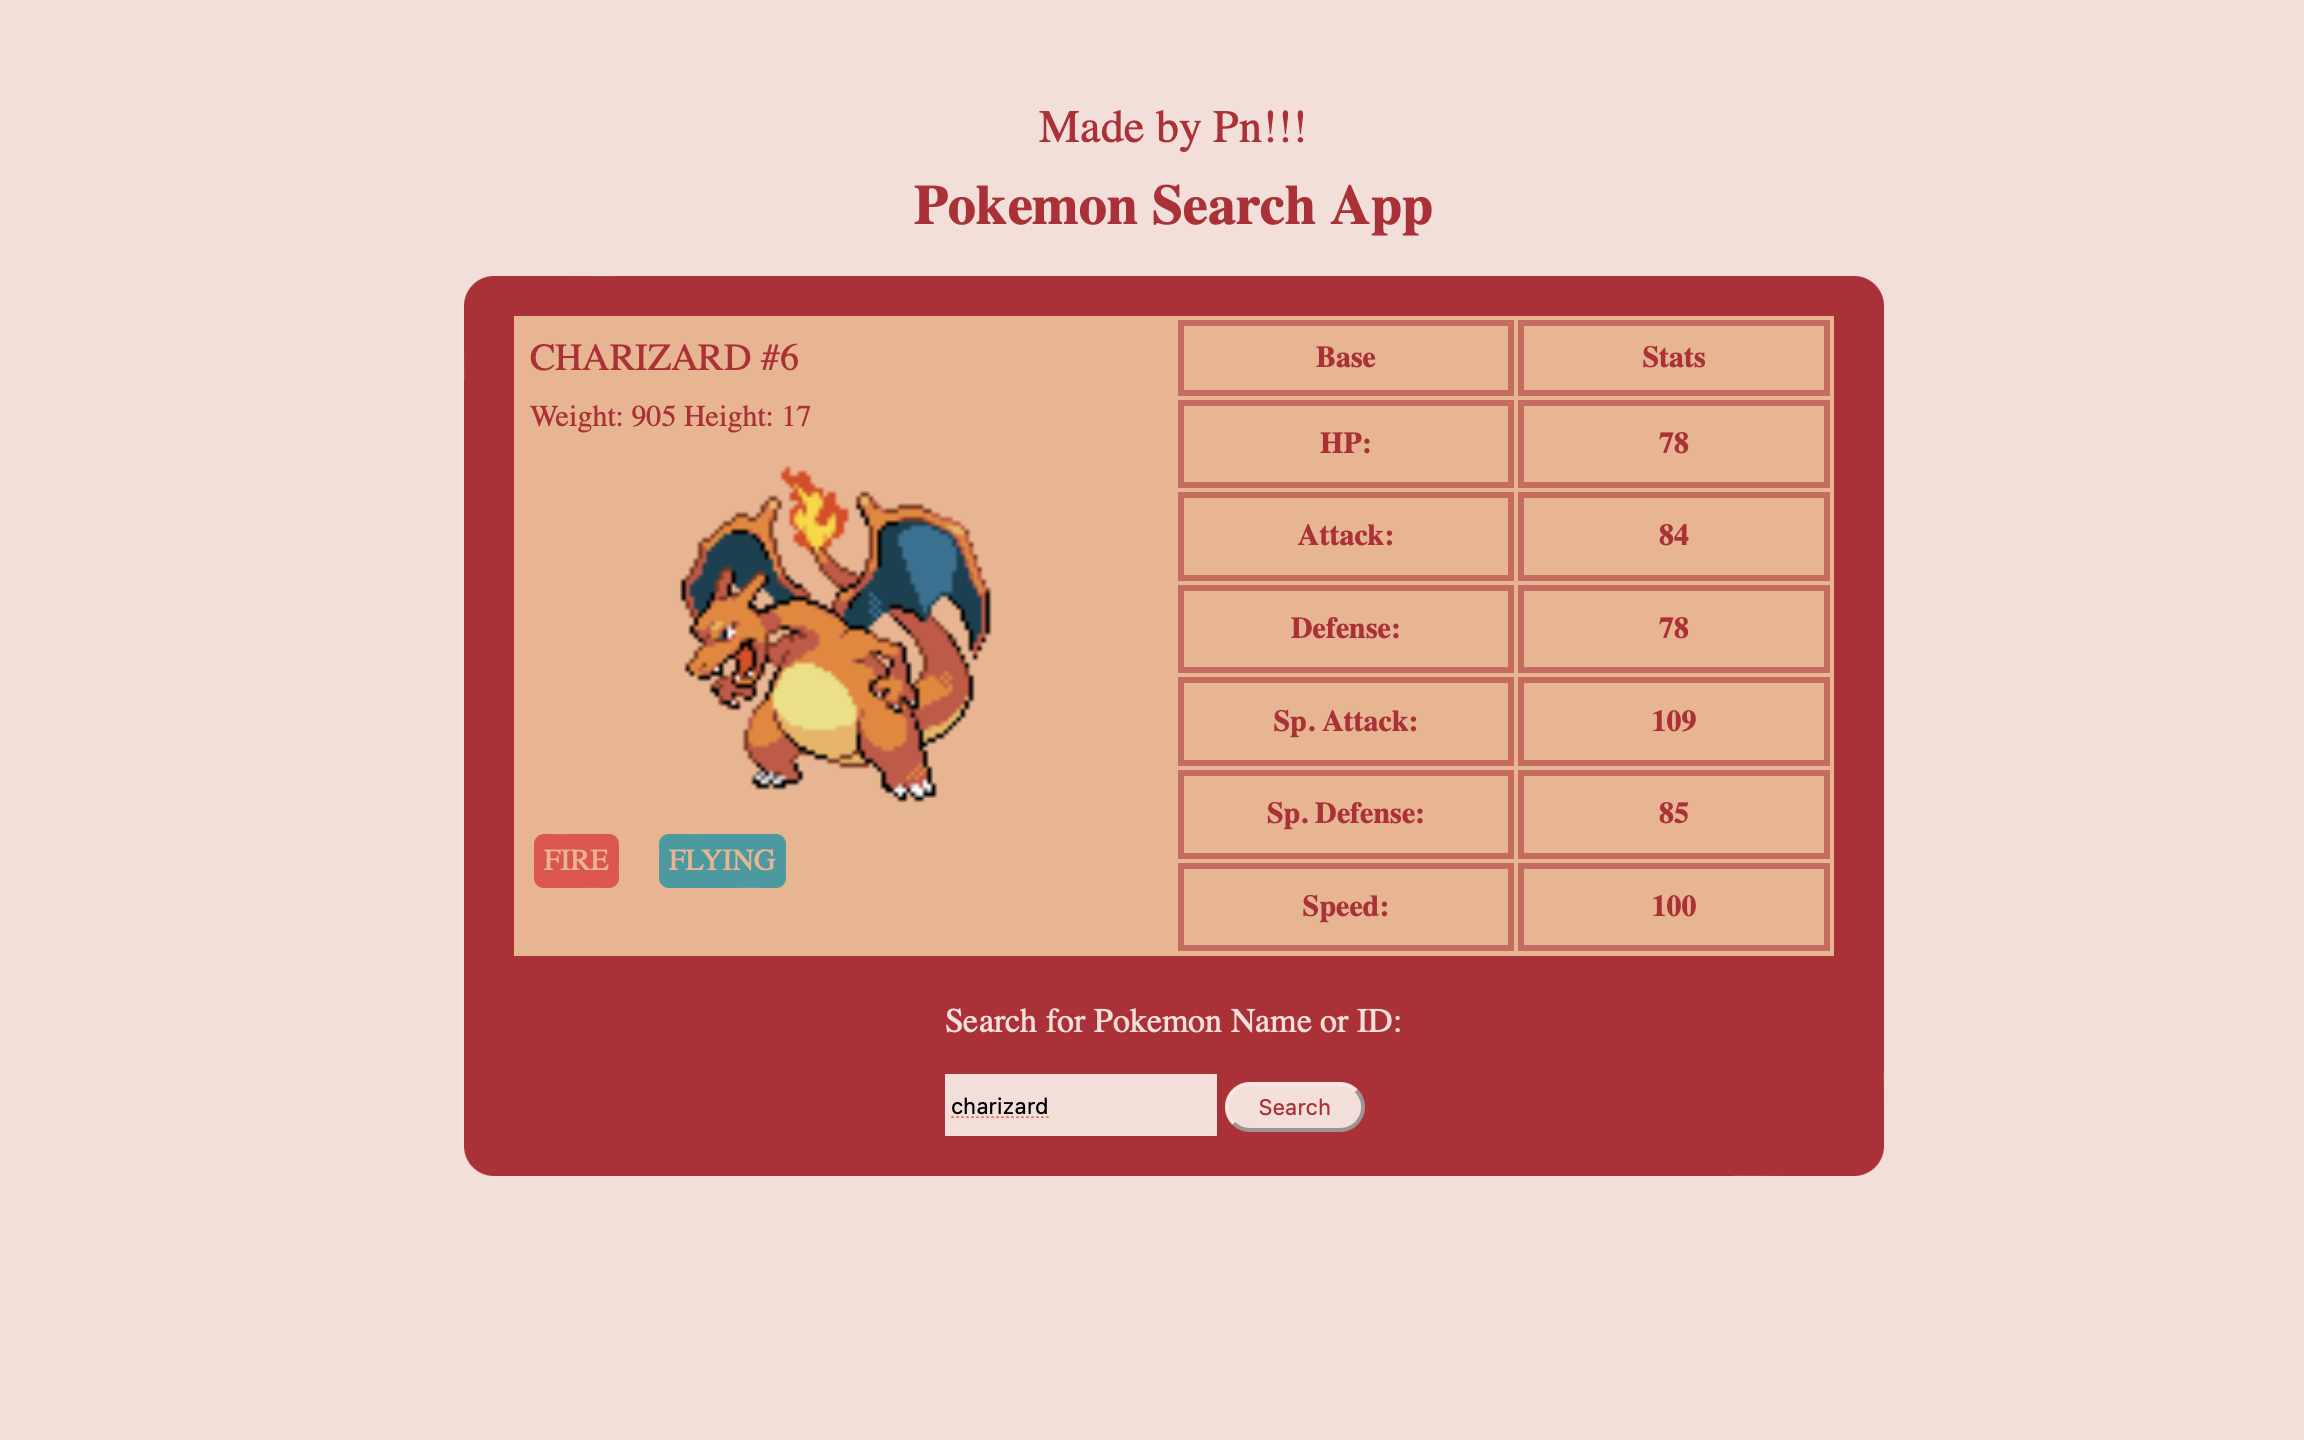 Made by Pn!!!
Pokemon Search App
CHARIZARD #6
Weight: 905 Height: 17
FIRE FLYING
Base Stats
HP: 78
Attack: 84
Defense: 78
Sp. Attack: 109
Sp. Defense: 85
Speed: 100
Search for Pokemon Name or ID:
charizard Search